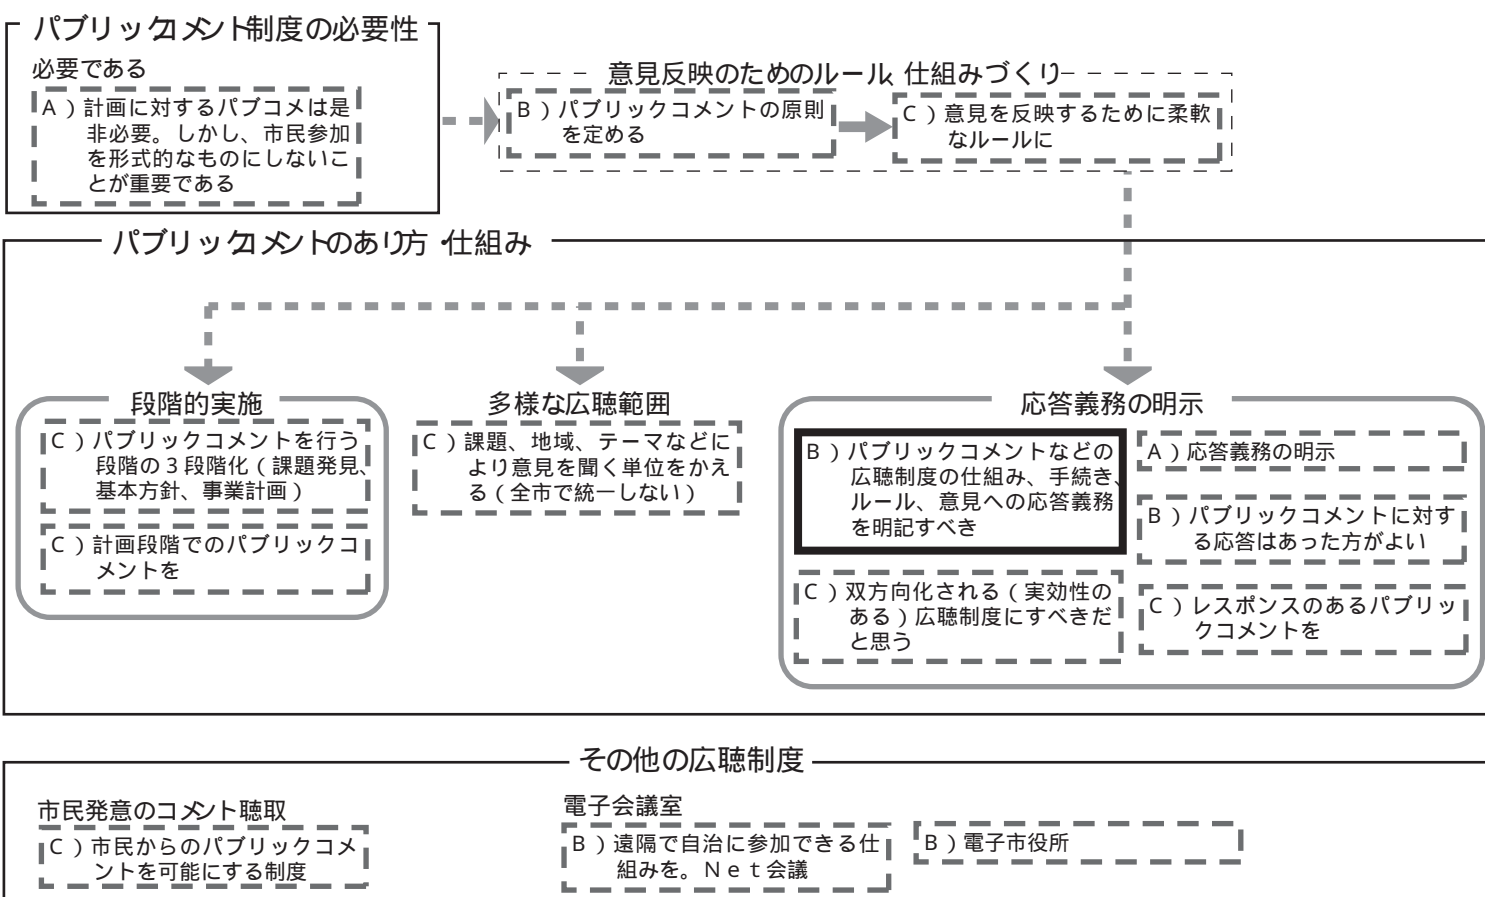 パブリックコメント制度の必要性
必要である
A）計画に対するパブコメは是
非必要。しかし、市民参加
を形式的なものにしないこ
とが重要である
意見反映のためのルール、仕組みづくり
B）パブリックコメントの原則
を定める
C）意見を反映するために柔軟
なルールに
パブリックコメントのあり方・仕組み
段階的実施
C）パブリックコメントを行う
段階の３段階化（課題発見、
基本方針、事業計画）
C）計画段階でのパブリックコ
メントを
多様な広聴範囲
C）課題、地域、テーマなどに
より意見を聞く単位をかえ
る（全市で統一しない）
応答義務の明示
B）パブリックコメントなどの
広聴制度の仕組み、手続き、
ルール、意見への応答義務
を明記すべき
A）応答義務の明示
B）パブリックコメントに対す
る応答はあった方がよい
C）双方向化される（実効性の
ある）広聴制度にすべきだ
と思う
C）レスポンスのあるパブリッ
クコメントを
その他の広聴制度
市民発意のコメント聴取
C）市民からのパブリックコメ
ントを可能にする制度
電子会議室
B）遠隔で自治に参加できる仕
組みを。Ｎｅｔ会議
B）電子市役所